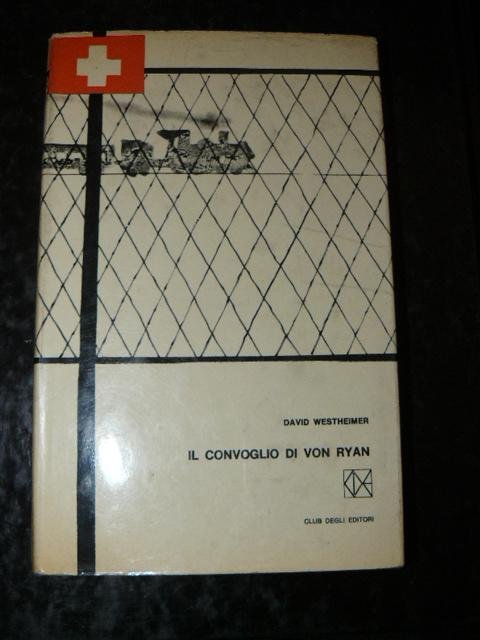 DAVID WESTHEIMER
IL CONVOGLIO DI VON RYAN
CLUB DEGLI EDITORI